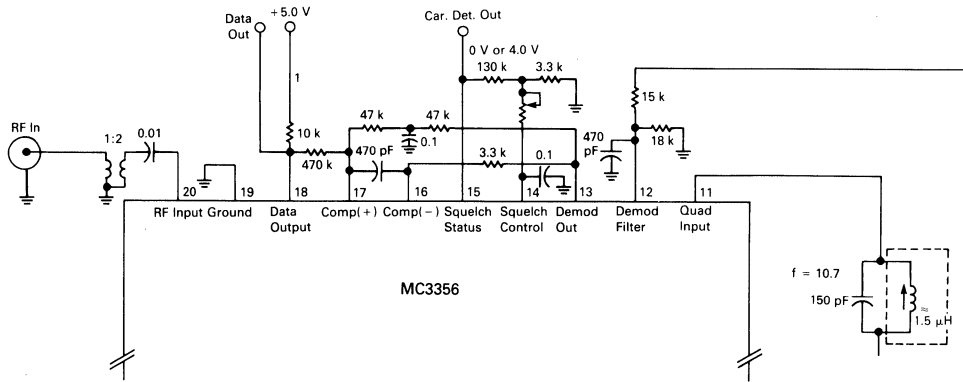 Data
Out
+5.0 V
Car. Det. Out
0 V or 4.0 V
130 k
3.3 k
1
15 k
RF In
1:2
0.01
10 k
47 k
47 k
0.1
470 k
470 pF
3.3 k
0.1
470
pF
18 k
20
19
18
17
16
15
14
13
12
11
RF Input
Ground
Data
Output
Comp(+)
Comp(−)
Squelch
Status
Squelch
Control
Demod
Out
Demod
Filter
Quad
Input
MC3356
f = 10.7
150 pF
≈
1.5 μH